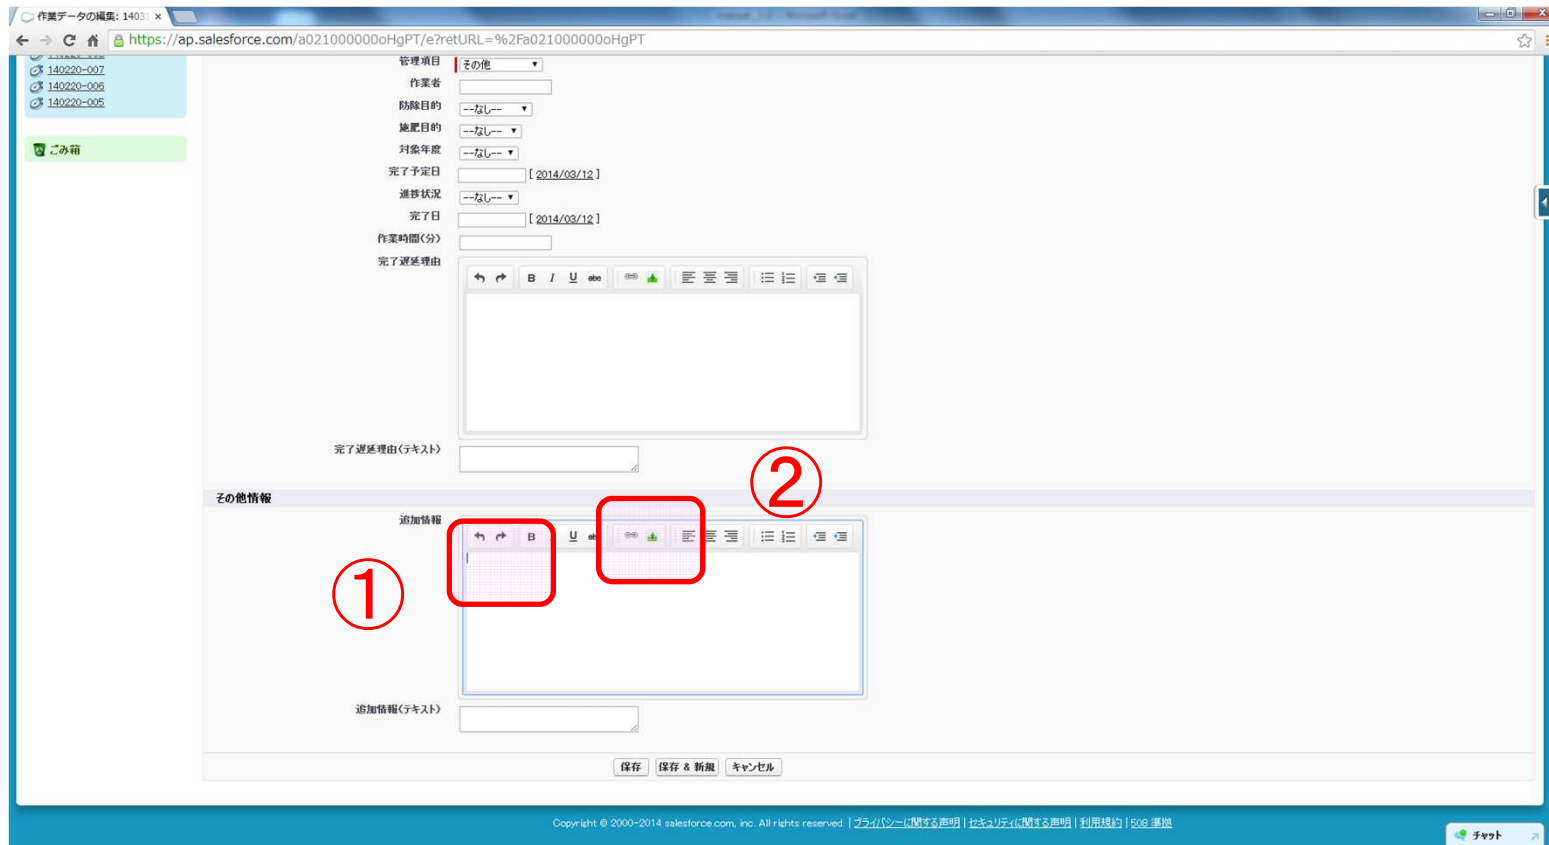 作業データの編集: 1403
https://ap.salesforce.com/a021000000oHgPT/e?retURL=%2Fa021000000oHgPT
140220-007
140220-006
140220-005
ごみ箱
管理項目 その他
作業者
防除目的 --なし--
施肥目的 --なし--
対象年度 --なし--
完了予定日 [ 2014/03/12 ]
進捗状況 --なし--
完了日 [ 2014/03/12 ]
作業時間(分)
完了遅延理由
B I U abc
完了遅延理由(テキスト)
②
その他情報
追加情報
B U
①
追加情報(テキスト)
保存 保存 & 新規 キャンセル
Copyright © 2000-2014 salesforce.com, inc. All rights reserved. | プライバシーに関する声明 | セキュリティに関する声明 | 利用規約 | 508 準拠
チャット